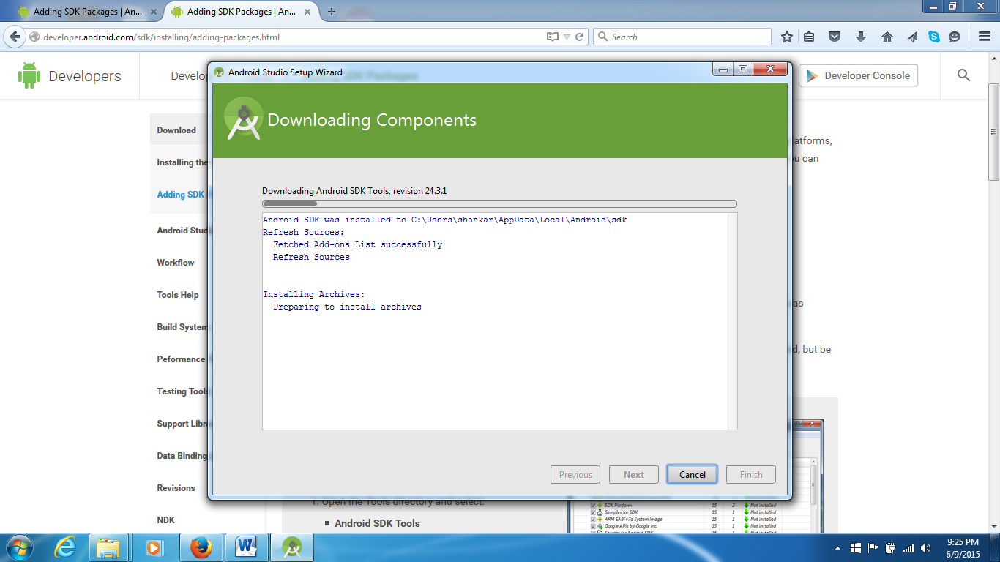 Adding SDK Packages | An...
Adding SDK Packages | An...
developer.android.com/sdk/installing/adding-packages.html
Search
Developers
Develo
SDK Packages
Developer Console
Android Studio Setup Wizard
Downloading Components
Downloading Android SDK Tools, revision 24.3.1
Android SDK was installed to C:\Users\shankar\AppData\Local\Android\sdk
Refresh Sources:
Fetched Add-ons List successfully
Refresh Sources
Installing Archives:
Preparing to install archives
Previous
Next
Cancel
Finish
Download
Installing the
Adding SDK
Android Stud
Workflow
Tools Help
Build System
Peformance
Testing Tools
Support Libra
Data Binding
Revisions
NDK
atforms,
u can
as
d, but be
1. Open the Tools directory and select:
Android SDK Tools
SDK Platform 15 2 Not installed
Samples for SDK 15 1 Not installed
ARM EABI v7a System Image 15 1 Not installed
Google APIs by Google Inc. 15 1 Not installed
9:25 PM
6/9/2015